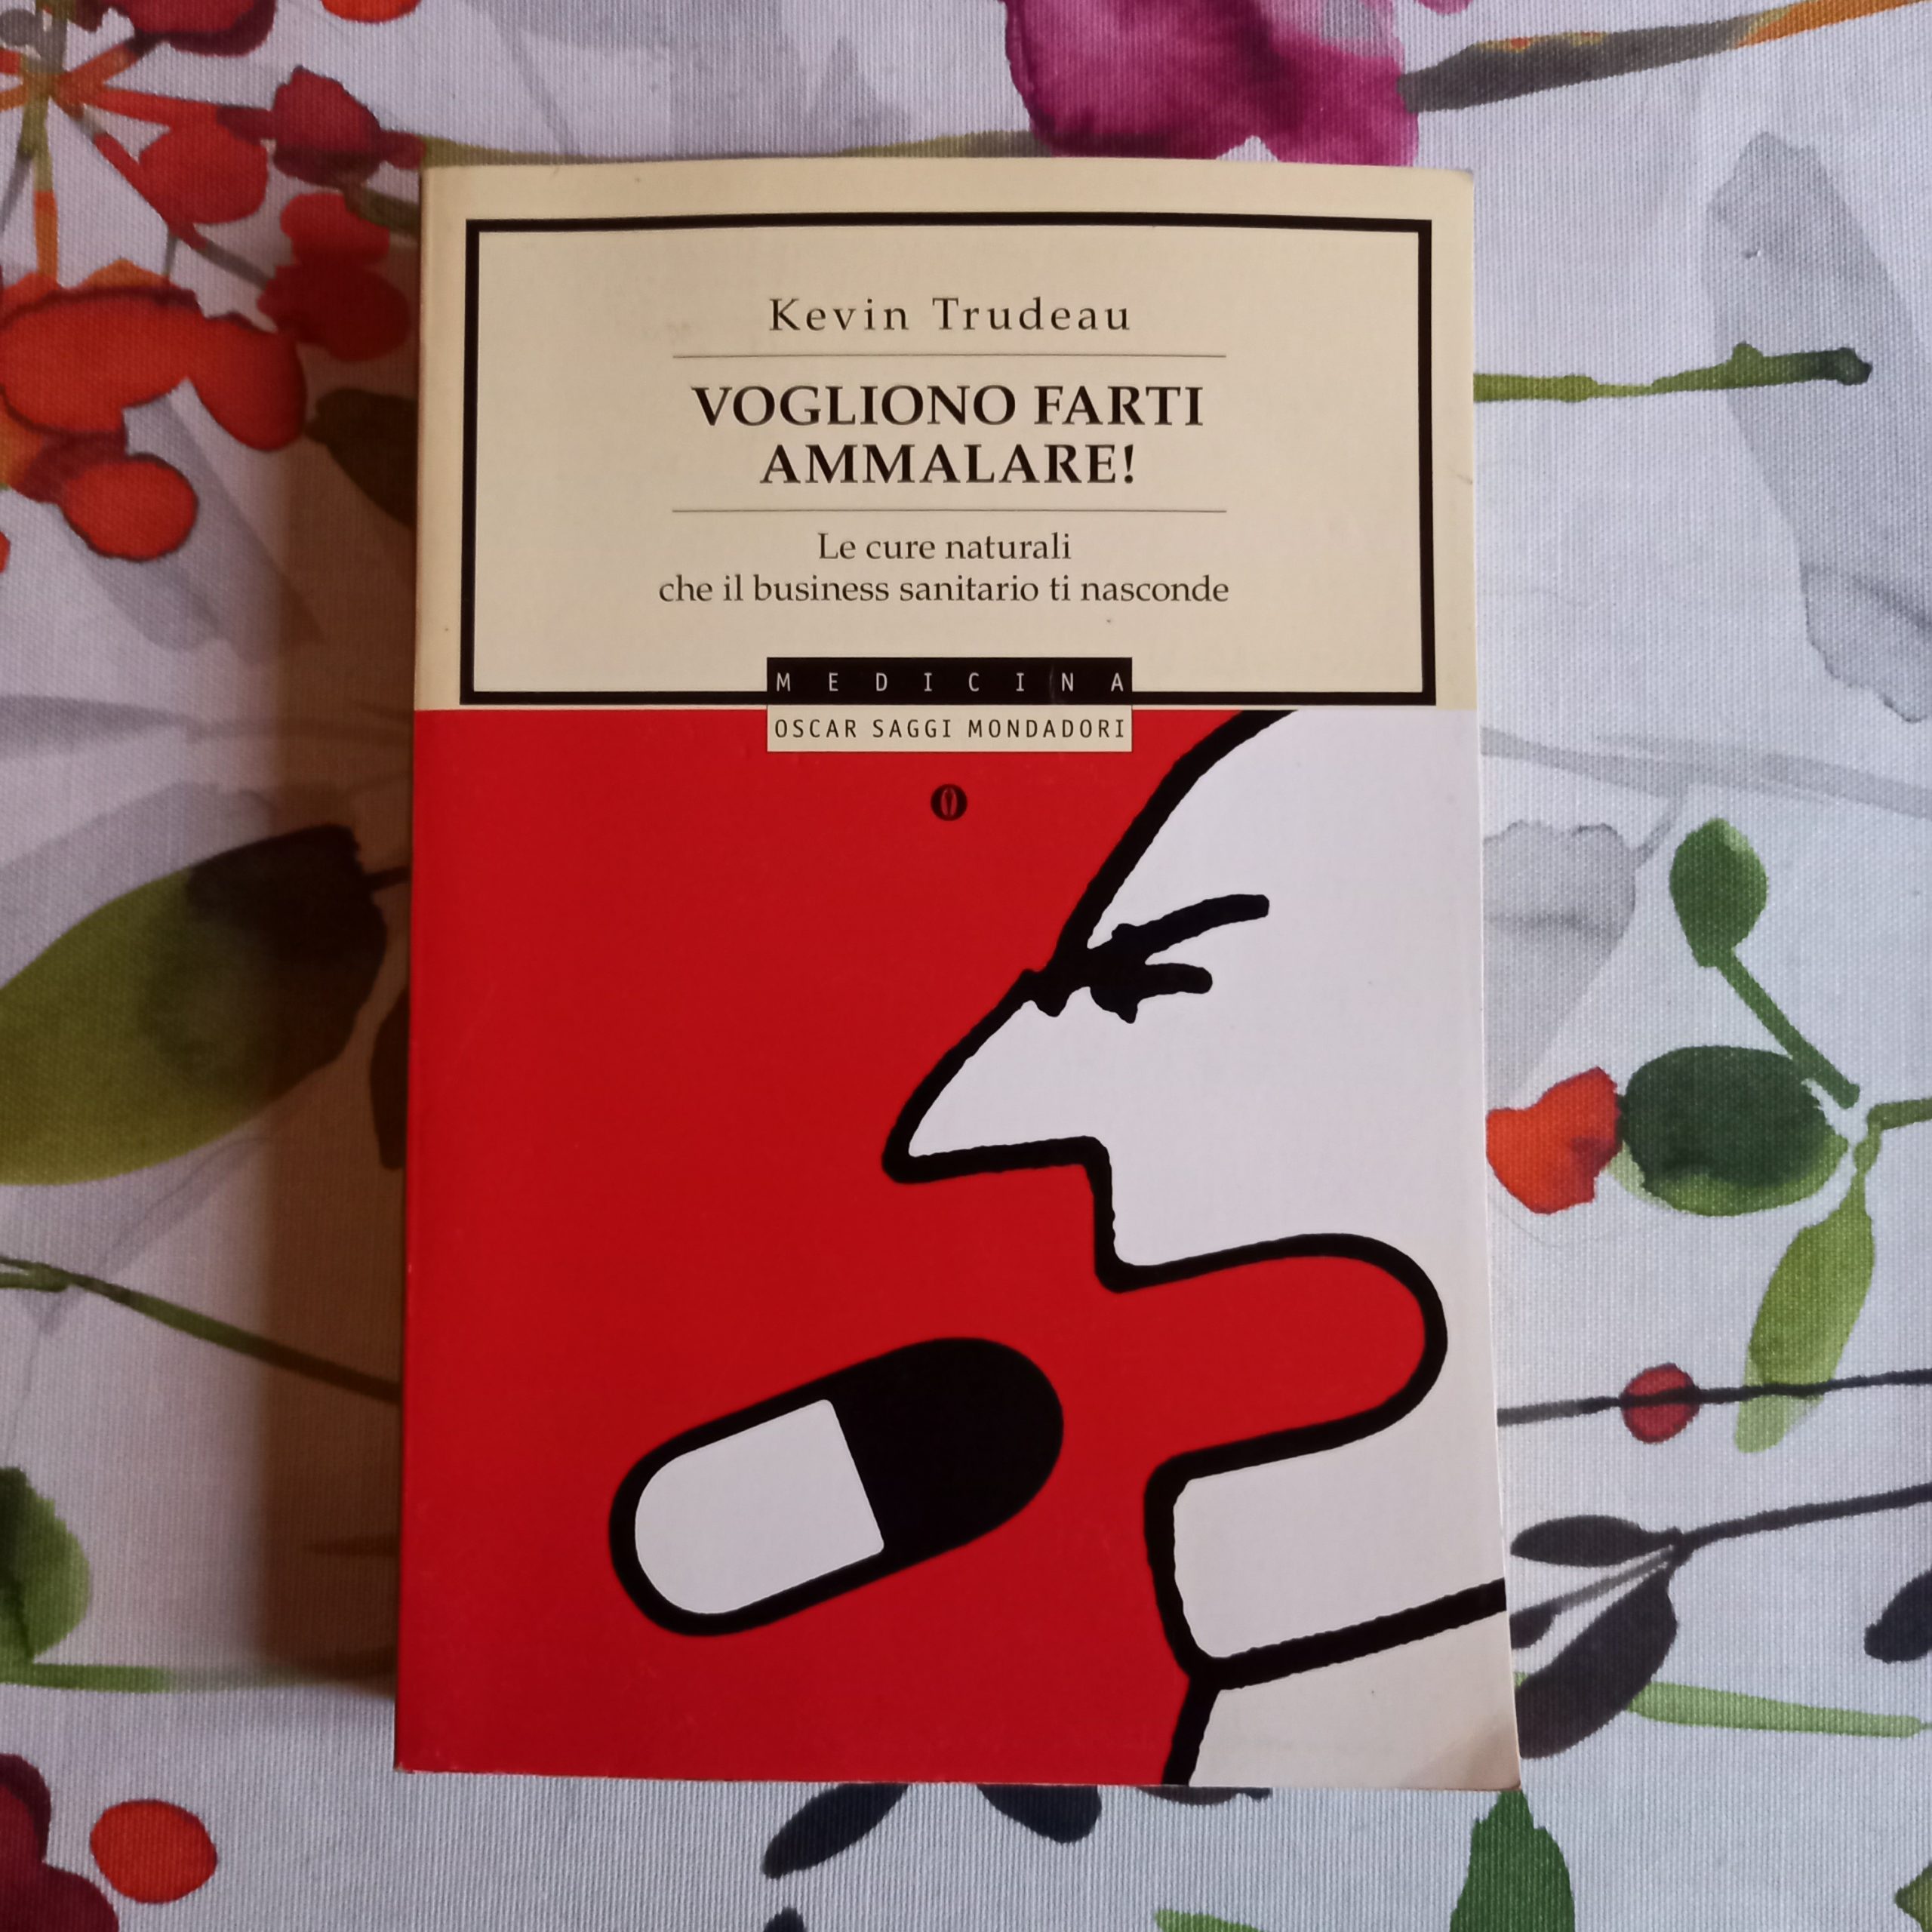 Kevin Trudeau
VOGLIONO FARTI
AMMALARE!
Le cure naturali
che il business sanitario ti nasconde
MEDICINA
OSCAR SAGGI MONDADORI